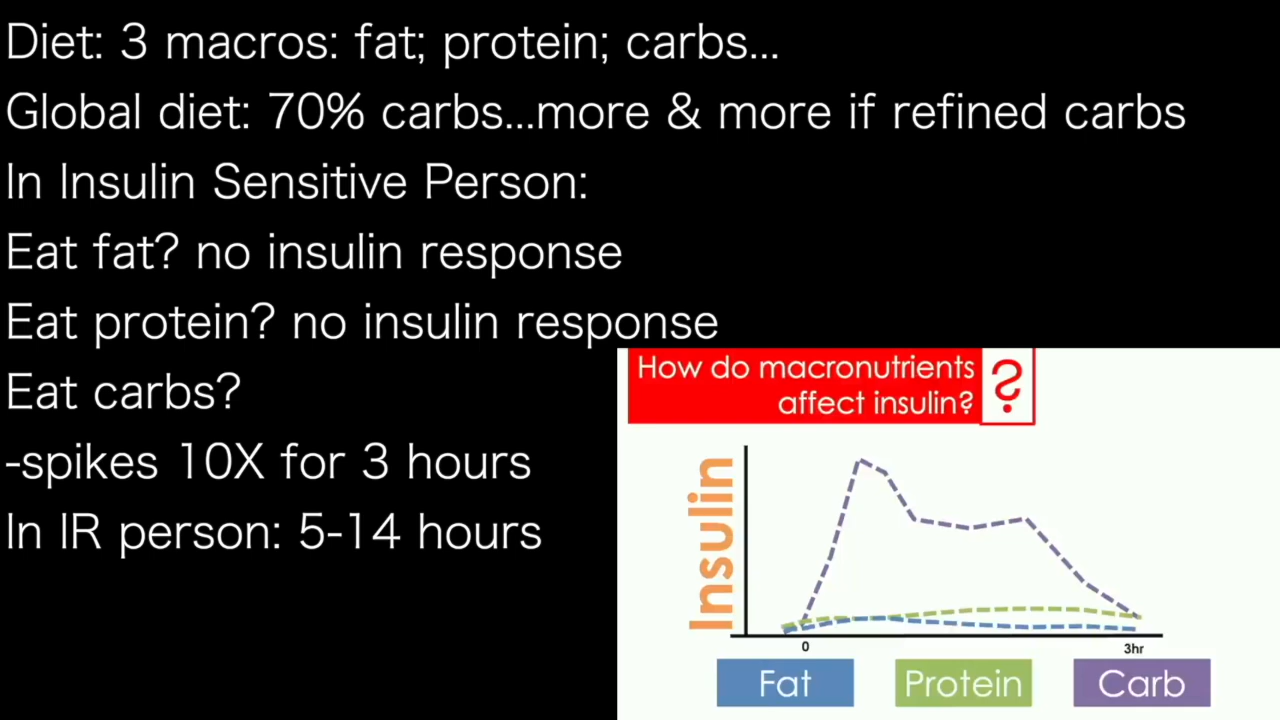 Diet: 3 macros: fat; protein; carbs...
Global diet: 70% carbs...more & more if refined carbs
In Insulin Sensitive Person:
Eat fat? no insulin response
Eat protein? no insulin response
Eat carbs?
-spikes 10X for 3 hours
In IR person: 5-14 hours
How do macronutrients
affect insulin?
?
Insulin
0
3hr
Fat
Protein
Carb